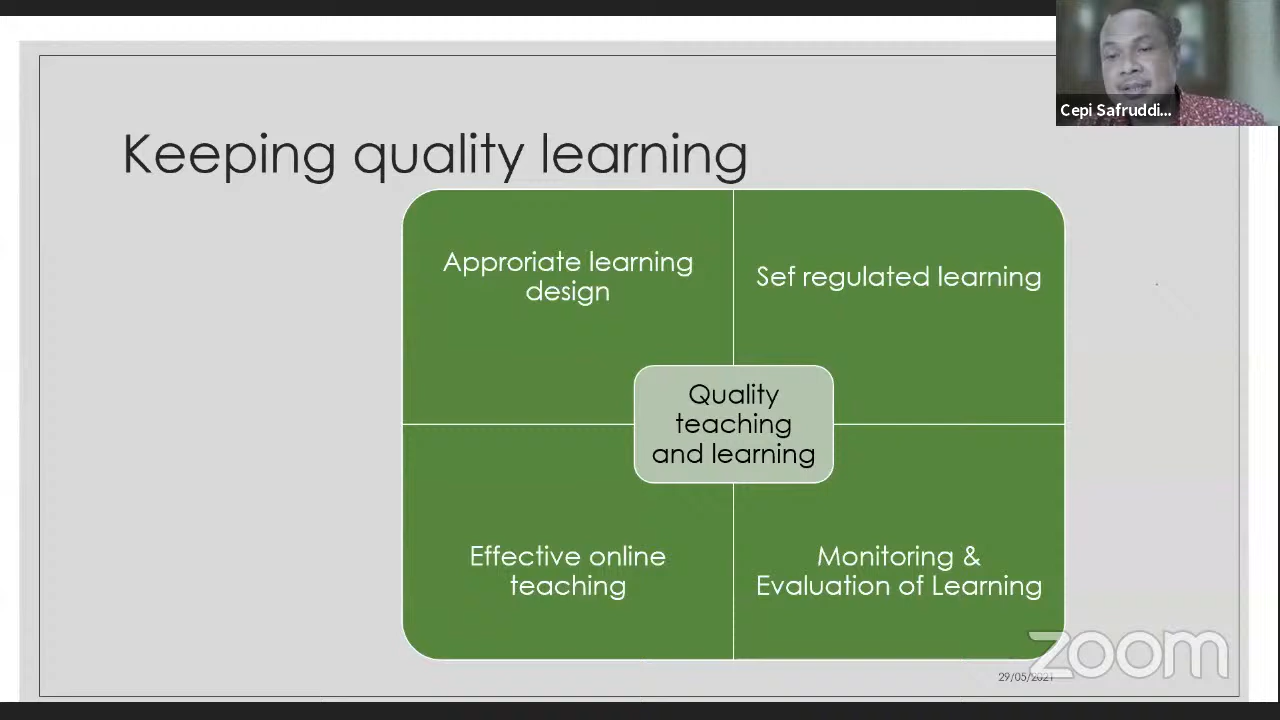 Cepi Safruddi...
Keeping quality learning
Approriate learning
design
Sef regulated learning
Quality
teaching
and learning
Effective online
teaching
Monitoring &
Evaluation of Learning
zoom
29/05/2021